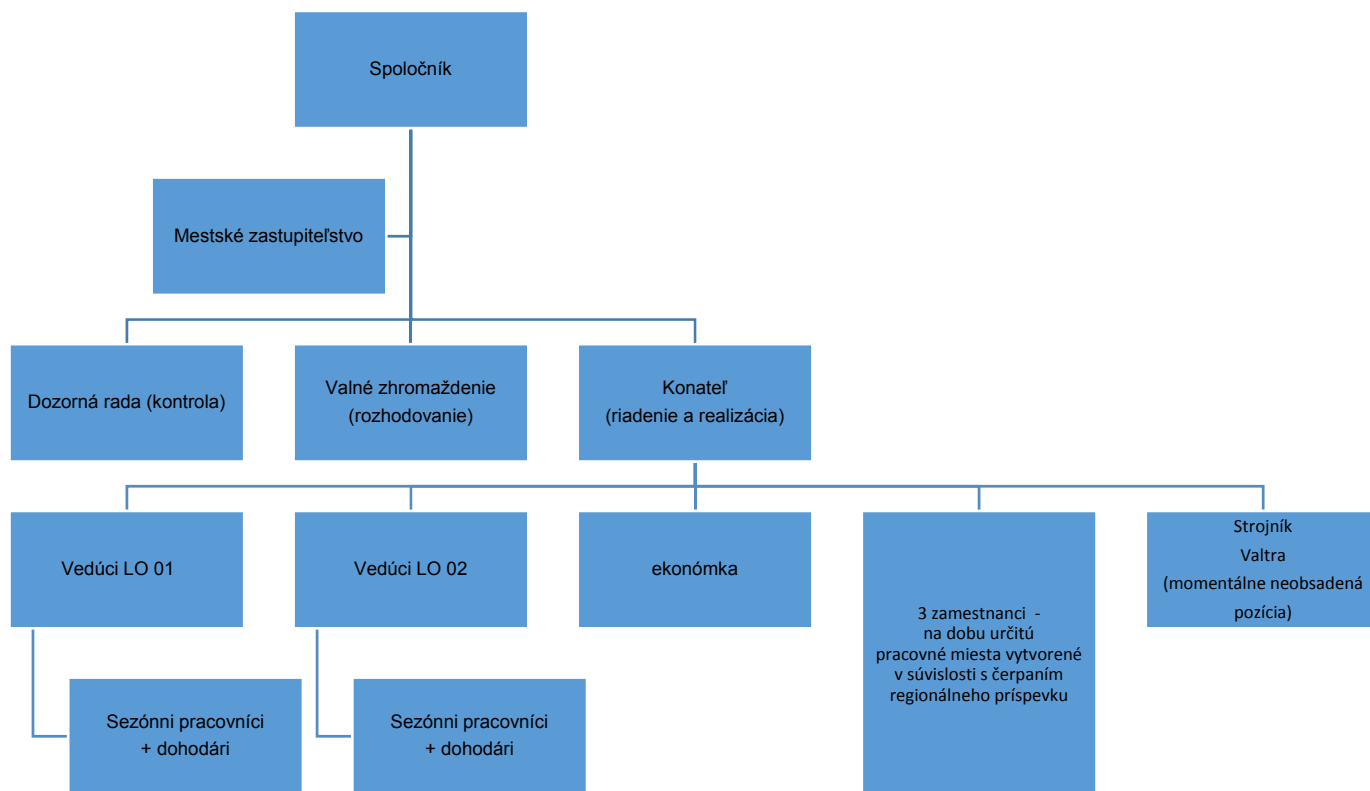 Spoločník
Mestské zastupiteľstvo
Dozorná rada (kontrola)
Valné zhromaždenie
(rozhodovanie)
Konateľ
(riadenie a realizácia)
Vedúci LO 01
Vedúci LO 02
ekonómka
3 zamestnanci -
na dobu určitú
pracovné miesta vytvorené
v súvislosti s čerpaním
regionálneho príspevku
Strojník
Valtra
(momentálne neobsadená
pozícia)
Sezónni pracovníci
+ dohodári
Sezónni pracovníci
+ dohodári